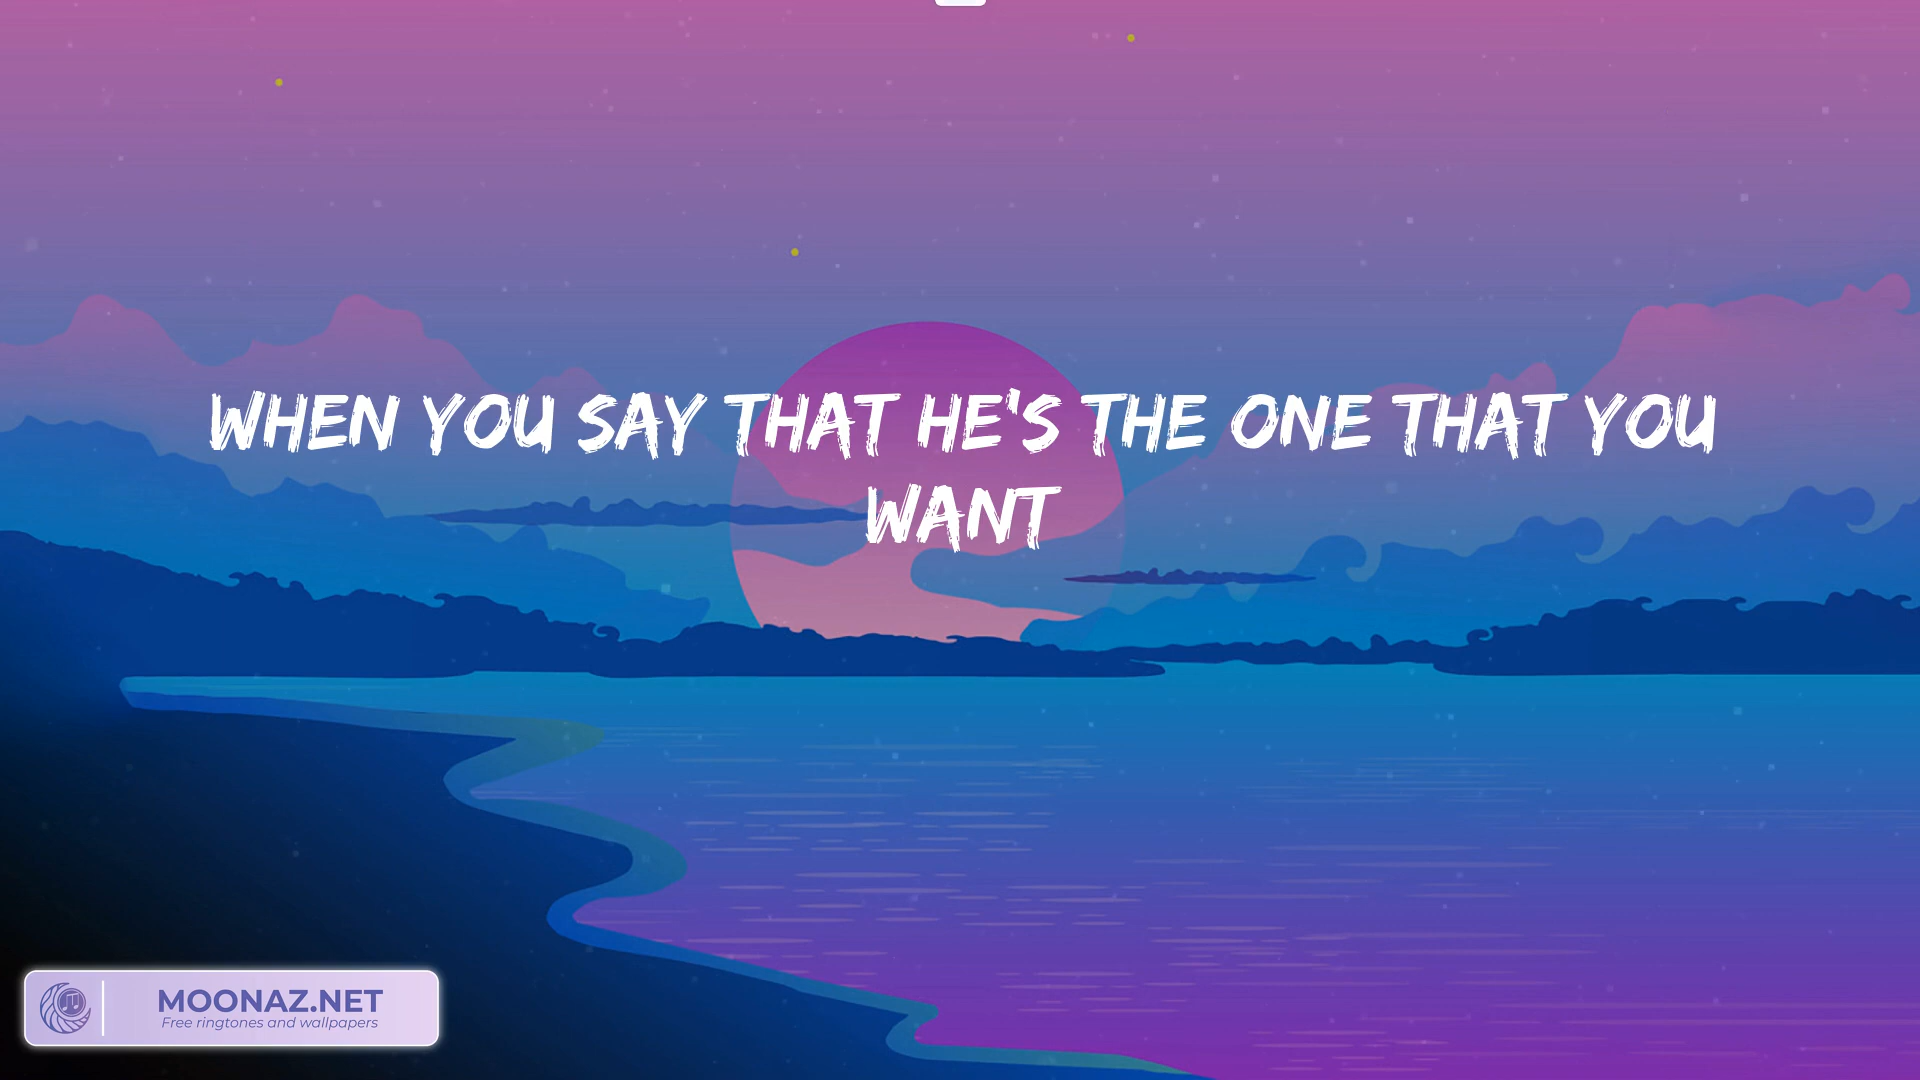 WHEN YOU SAY THAT HE'S THE ONE THAT YOU
WANT
MOONAZ.NET
Free ringtones and wallpapers